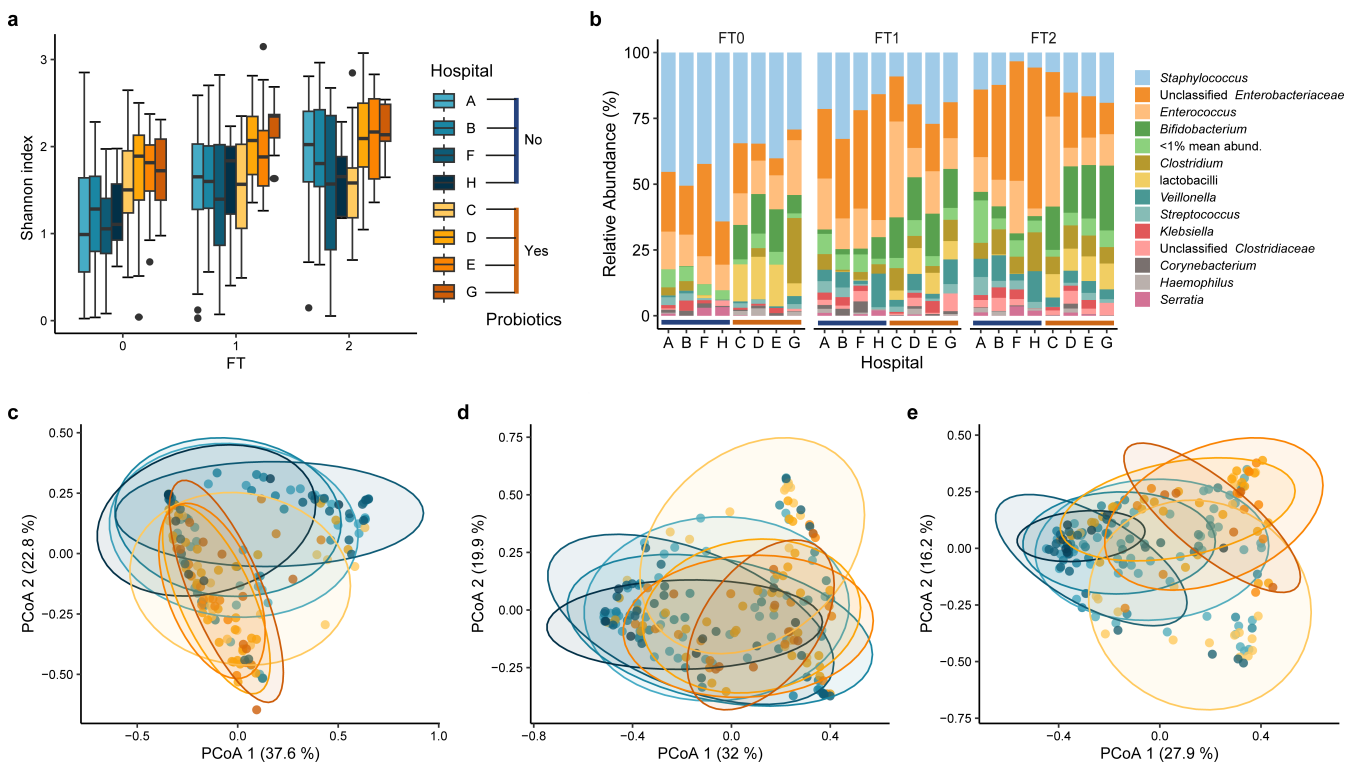 a
Shannon index
3
2
1
0
0
1
2
FT
Hospital
A
B
F
H
C
D
E
G
No
Yes
Probiotics
b
FT0
FT1
FT2
Relative Abundance (%)
100
75
50
25
0
A B F H C D E G
A B F H C D E G
A B F H C D E G
Hospital
Staphylococcus
Unclassified Enterobacteriaceae
Enterococcus
Bifidobacterium
<1% mean abund.
Clostridium
lactobacilli
Veillonella
Streptococcus
Klebsiella
Unclassified Clostridiaceae
Corynebacterium
Haemophilus
Serratia
c
PCoA 2 (22.8 %)
0.50
0.25
0.00
−0.25
−0.50
−0.5
0.0
0.5
1.0
PCoA 1 (37.6 %)
d
PCoA 2 (19.9 %)
0.75
0.50
0.25
0.00
−0.25
−0.8
−0.4
0.0
0.4
PCoA 1 (32 %)
e
PCoA 2 (16.2 %)
0.50
0.25
0.00
−0.25
−0.50
−0.75
−0.4
0.0
0.4
PCoA 1 (27.9 %)